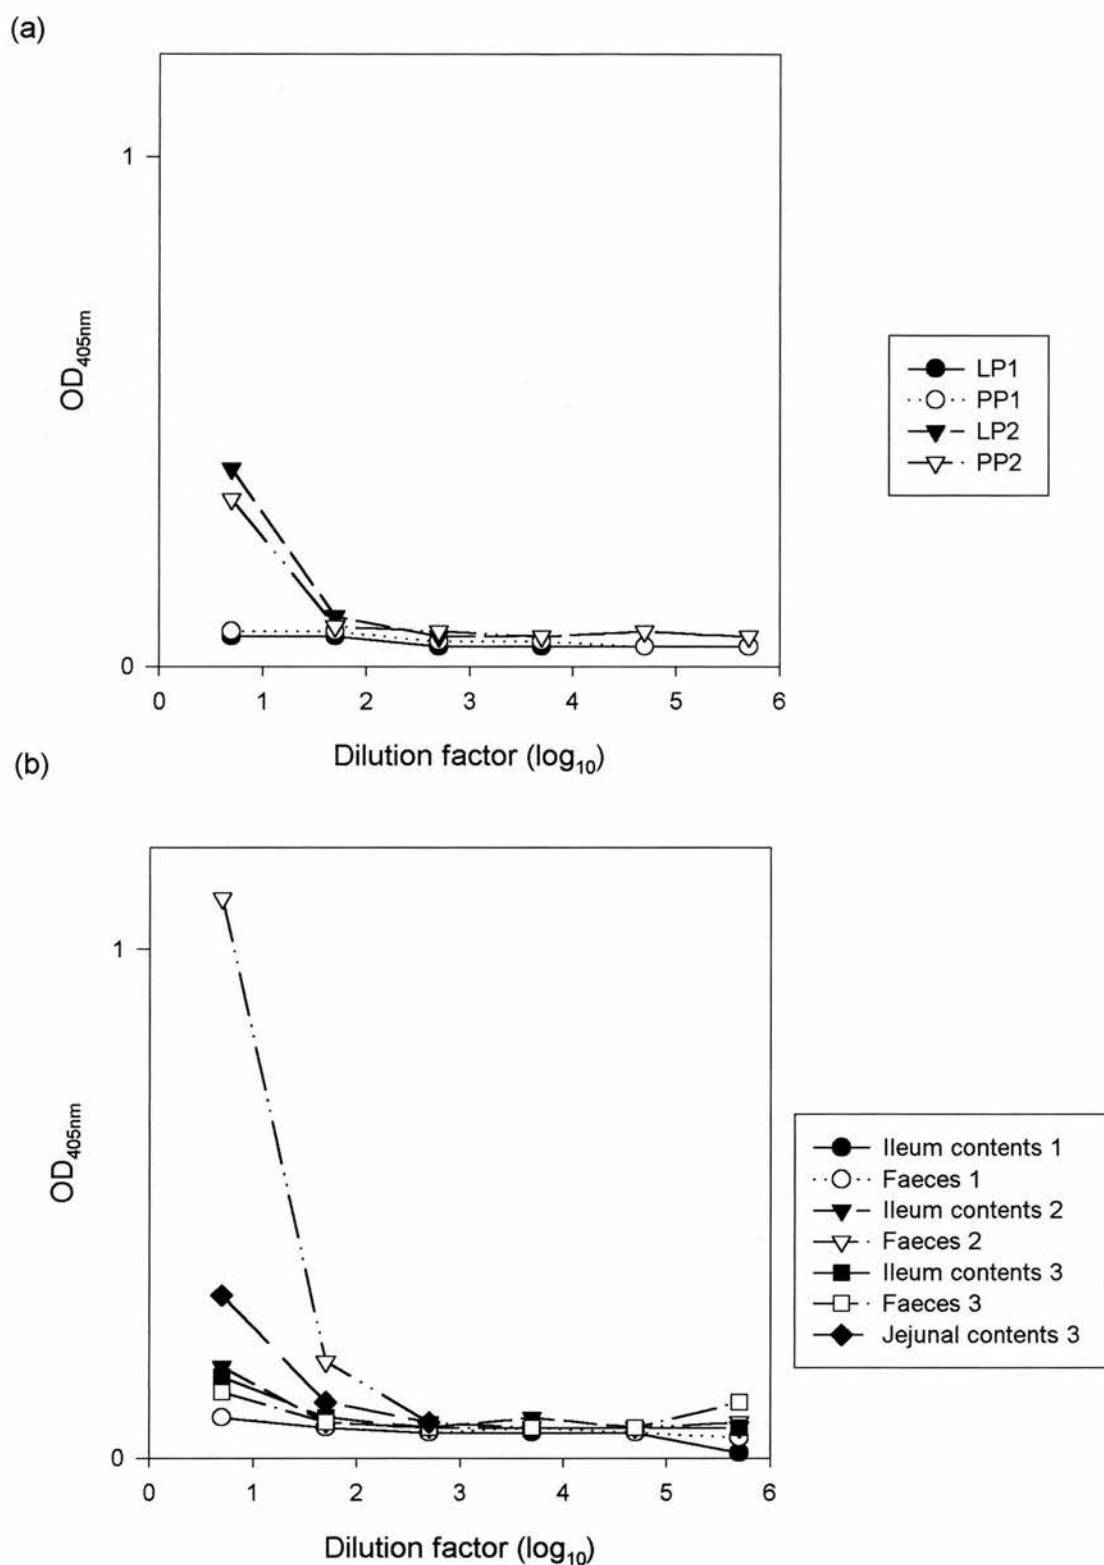 (a)
1
0
OD405nm
0 1 2 3 4 5 6
Dilution factor (log10)
LP1
PP1
LP2
PP2
(b)
1
0
OD405nm
0 1 2 3 4 5 6
Dilution factor (log10)
Ileum contents 1
Faeces 1
Ileum contents 2
Faeces 2
Ileum contents 3
Faeces 3
Jejunal contents 3